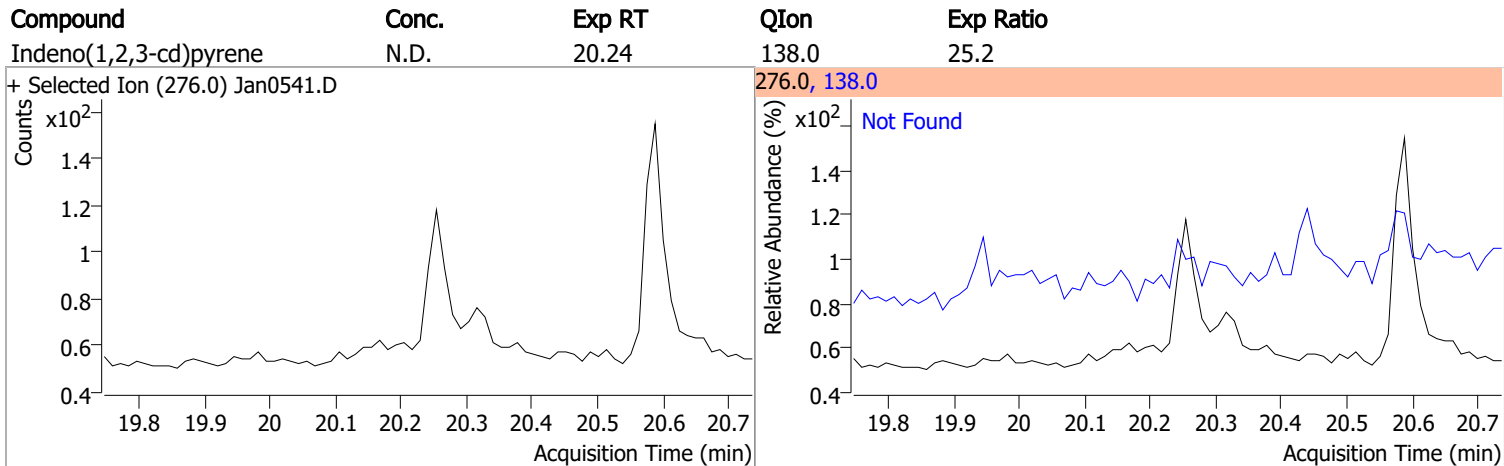 Compound Conc. Exp RT QIon Exp Ratio
Indeno(1,2,3-cd)pyrene N.D. 20.24 138.0 25.2
+ Selected Ion (276.0) Jan0541.D
Counts
x10²
1.4
1.2
1
0.8
0.6
0.4
19.8 19.9 20 20.1 20.2 20.3 20.4 20.5 20.6 20.7
Acquisition Time (min)
276.0, 138.0
Relative Abundance (%)
x10²
Not Found
1.4
1.2
1
0.8
0.6
0.4
19.8 19.9 20 20.1 20.2 20.3 20.4 20.5 20.6 20.7
Acquisition Time (min)